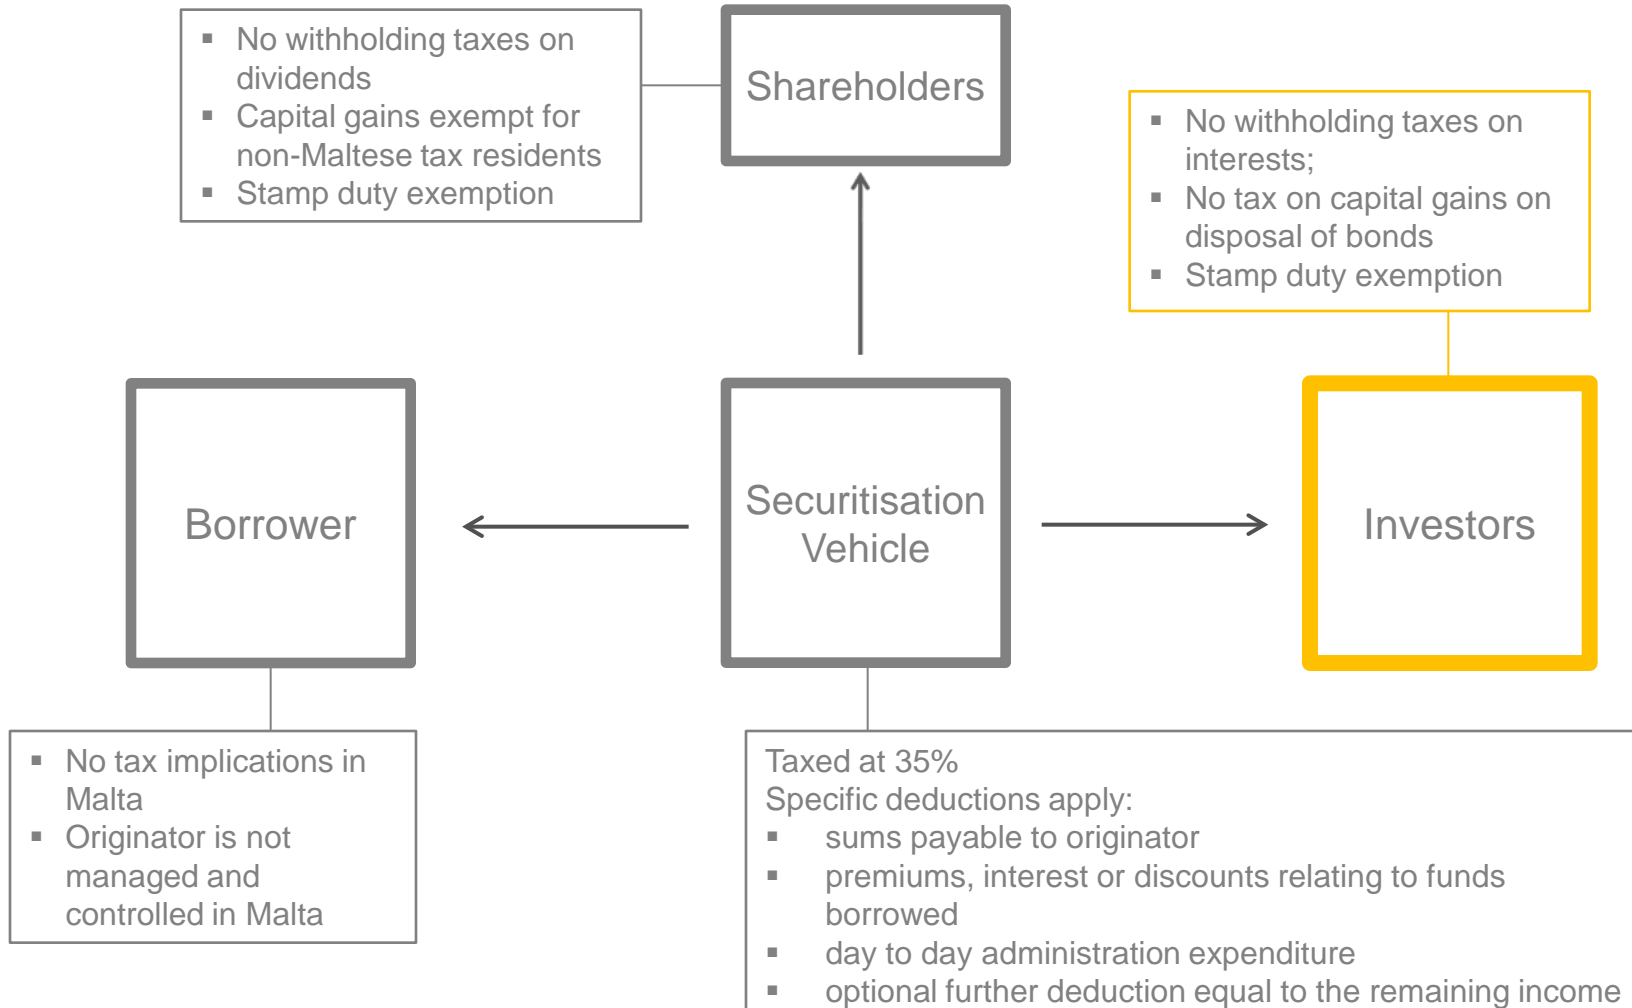 ▪ No withholding taxes on
dividends
▪ Capital gains exempt for
non-Maltese tax residents
▪ Stamp duty exemption
Shareholders
▪ No withholding taxes on
interests;
▪ No tax on capital gains on
disposal of bonds
▪ Stamp duty exemption
Borrower
Securitisation
Vehicle
Investors
▪ No tax implications in
Malta
▪ Originator is not
managed and
controlled in Malta
Taxed at 35%
Specific deductions apply:
▪ sums payable to originator
▪ premiums, interest or discounts relating to funds
borrowed
▪ day to day administration expenditure
▪ optional further deduction equal to the remaining income